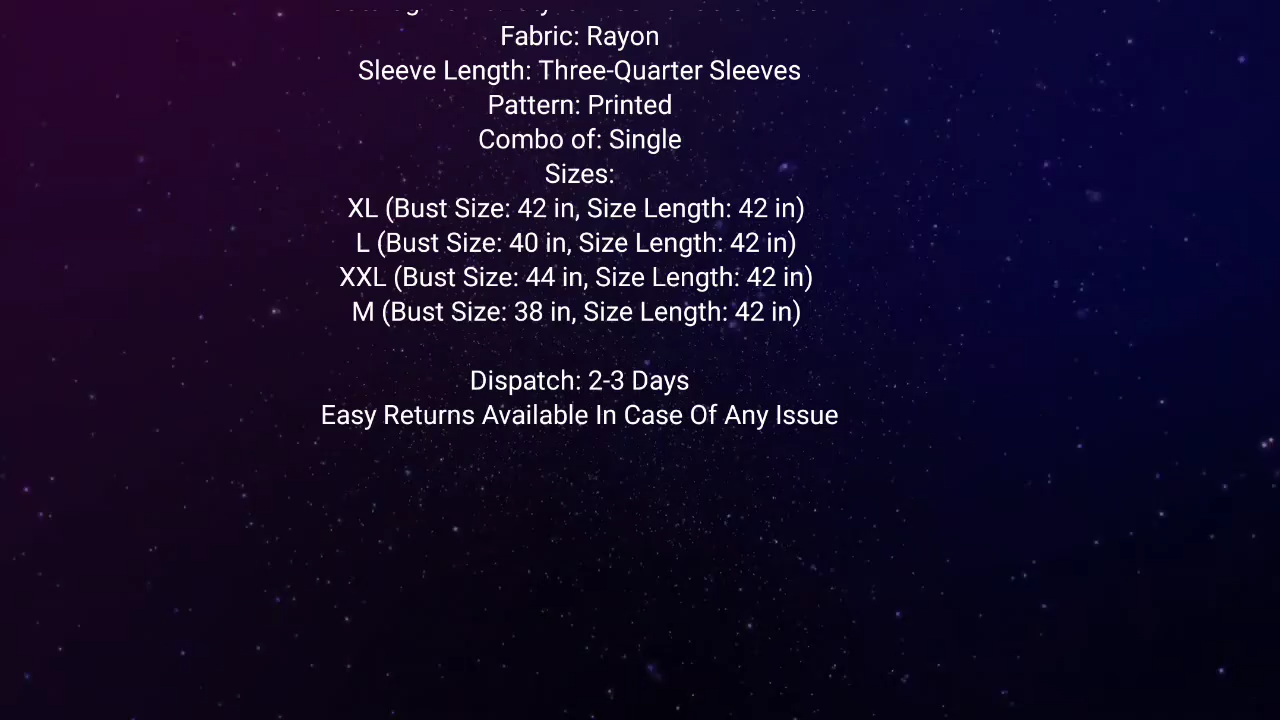 Fabric: Rayon
Sleeve Length: Three-Quarter Sleeves
Pattern: Printed
Combo of: Single
Sizes:
XL (Bust Size: 42 in, Size Length: 42 in)
L (Bust Size: 40 in, Size Length: 42 in)
XXL (Bust Size: 44 in, Size Length: 42 in)
M (Bust Size: 38 in, Size Length: 42 in)
Dispatch: 2-3 Days
Easy Returns Available In Case Of Any Issue